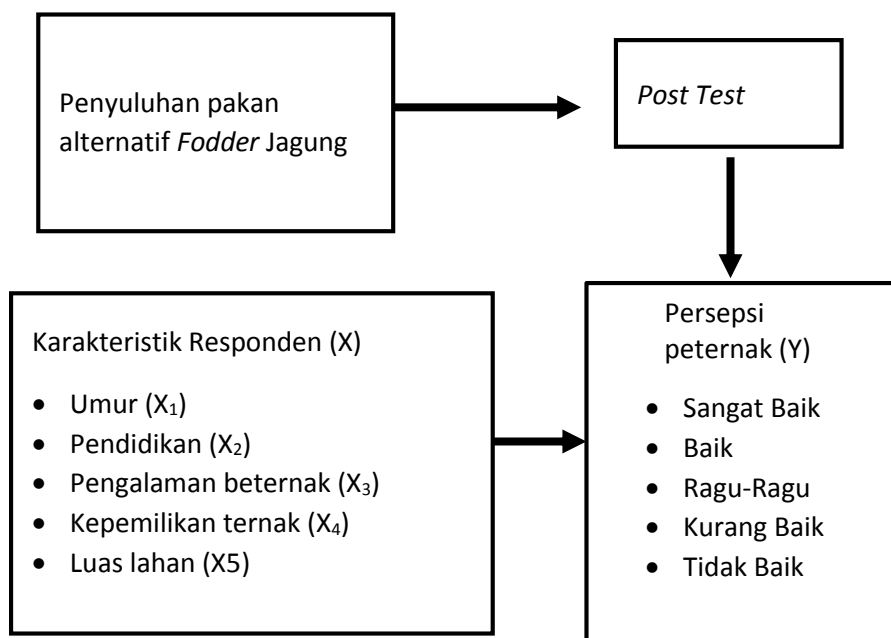 Penyuluhan pakan
alternatif Fodder Jagung
Post Test
Karakteristik Responden (X)
• Umur (X₁)
• Pendidikan (X₂)
• Pengalaman beternak (X₃)
• Kepemilikan ternak (X₄)
• Luas lahan (X5)
Persepsi
peternak (Y)
• Sangat Baik
• Baik
• Ragu-Ragu
• Kurang Baik
• Tidak Baik